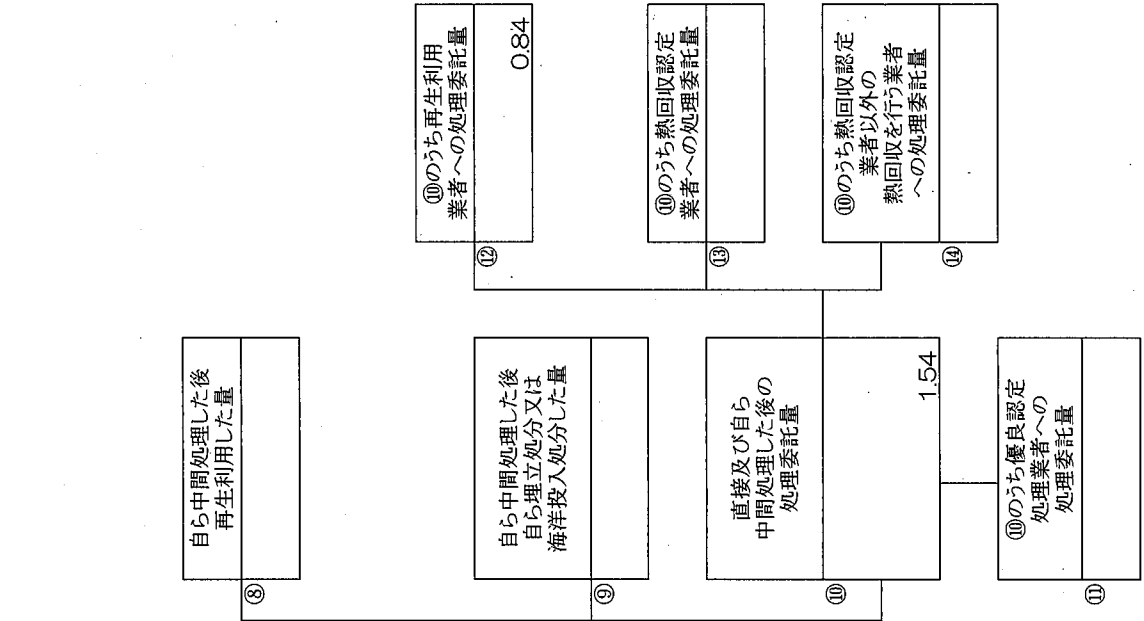 ⑧
自ら中間処理した後
再生利用した量
⑨
自ら中間処理した後
自ら埋立処分又は
海洋投入処分した量
⑩
直接及び自ら
中間処理した後の
処理委託量
1.54
⑪
⑩のうち優良認定
処理業者への
処理委託量
⑫
⑩のうち再生利用
業者への処理委託量
0.84
⑬
⑩のうち熱回収認定
業者への処理委託量
⑭
⑩のうち熱回収認定
業者以外の
熱回収を行う業者
への処理委託量